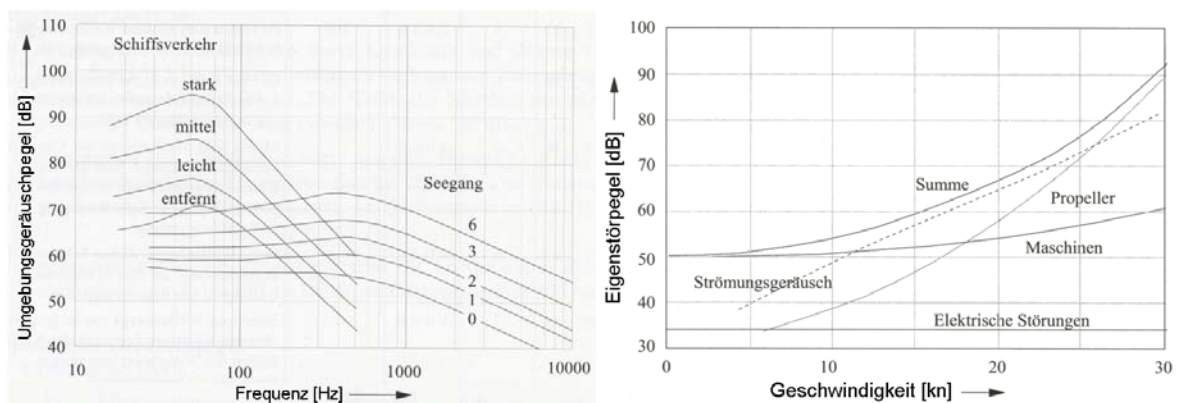 110
100
90
80
70
60
50
40
Umgebungsgeräuschpegel [dB]
Schiffsverkehr
stark
mittel
leicht
entfernt
Seegang
6
3
2
1
0
10
100
1000
10000
Frequenz [Hz]
100
90
80
70
60
50
40
30
Eigenstörpegel [dB]
Summe
Propeller
Maschinen
Strömungsgeräusch
Elektrische Störungen
0
10
20
30
Geschwindigkeit [kn]